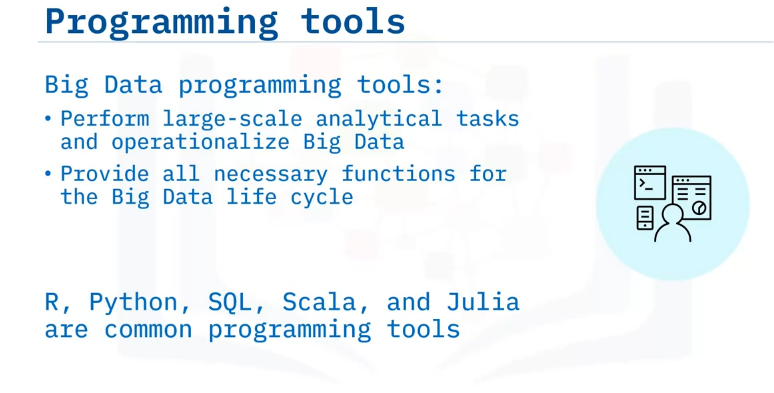 Programming tools
Big Data programming tools:
• Perform large-scale analytical tasks
and operationalize Big Data
• Provide all necessary functions for
the Big Data life cycle
R, Python, SQL, Scala, and Julia
are common programming tools